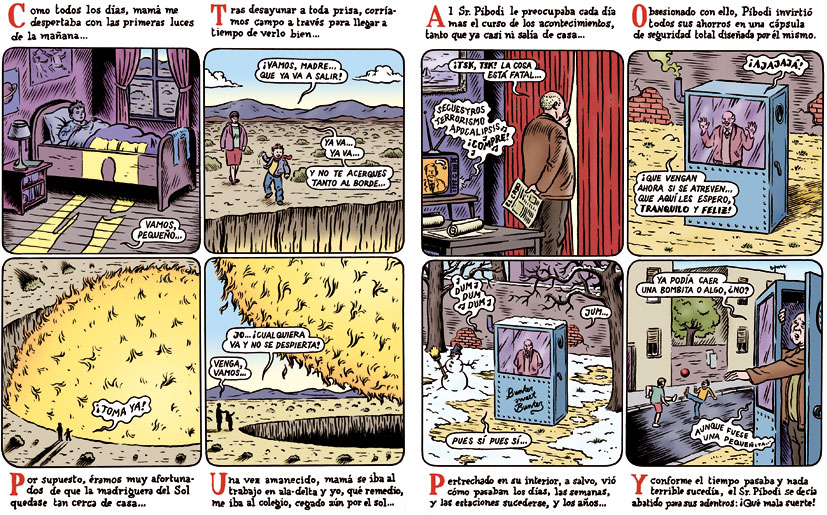 Como todos los días, mamá me
despertaba con las primeras luces
de la mañana...
VAMOS,
PEQUEÑO...
Tras desayunar a toda prisa, corría-
mos campo a través para llegar a
tiempo de verlo bien...
¡VAMOS, MADRE...
QUE YA VA A SALIR!
YA VA...
YA VA...
Y NO TE ACERQUES
TANTO AL BORDE...
¡TOMA YA!
Por supuesto, éramos muy afortuna-
dos de que la madriguera del Sol
quedase tan cerca de casa...
JO... ¡CUALQUIERA
VA Y NO SE DESPIERTA!
VENGA,
VAMOS...
Una vez amanecido, mamá se iba al
trabajo en ala-delta y yo, qué remedio,
me iba al colegio, cegado aún por el sol...
Al Sr. Píbodi le preocupaba cada día
mas el curso de los acontecimientos,
tanto que ya casi ni salía de casa...
¡TSK, TSK! LA COSA
ESTÁ FATAL...
SECUESTROS
TERRORISMO
APOCALIPSIS
¡COMPRE!
Obsesionado con ello, Píbodi invirtió
todos sus ahorros en una cápsula
de seguridad total diseñada por él mismo.
¡AJAJAJÁ!
¡QUE VENGAN
AHORA SI SE ATREVEN...
QUE AQUÍ LES ESPERO,
TRANQUILO Y FELIZ!
¡DUM
DUM
DUM!
JUM...
Bunker
smart
Bunker
PUES SÍ PUES SÍ...
Pertrechado en su interior, a salvo, vió
cómo pasaban los días, las semanas,
y las estaciones sucederse, y los años...
YA PODÍA CAER
UNA BOMBITA O ALGO, ¿NO?
AUNQUE FUESE
UNA PEQUEÑITA...
Y conforme el tiempo pasaba y nada
terrible sucedía, el Sr. Píbodi se decía
abatido para sus adentros: ¡Qué mala suerte!